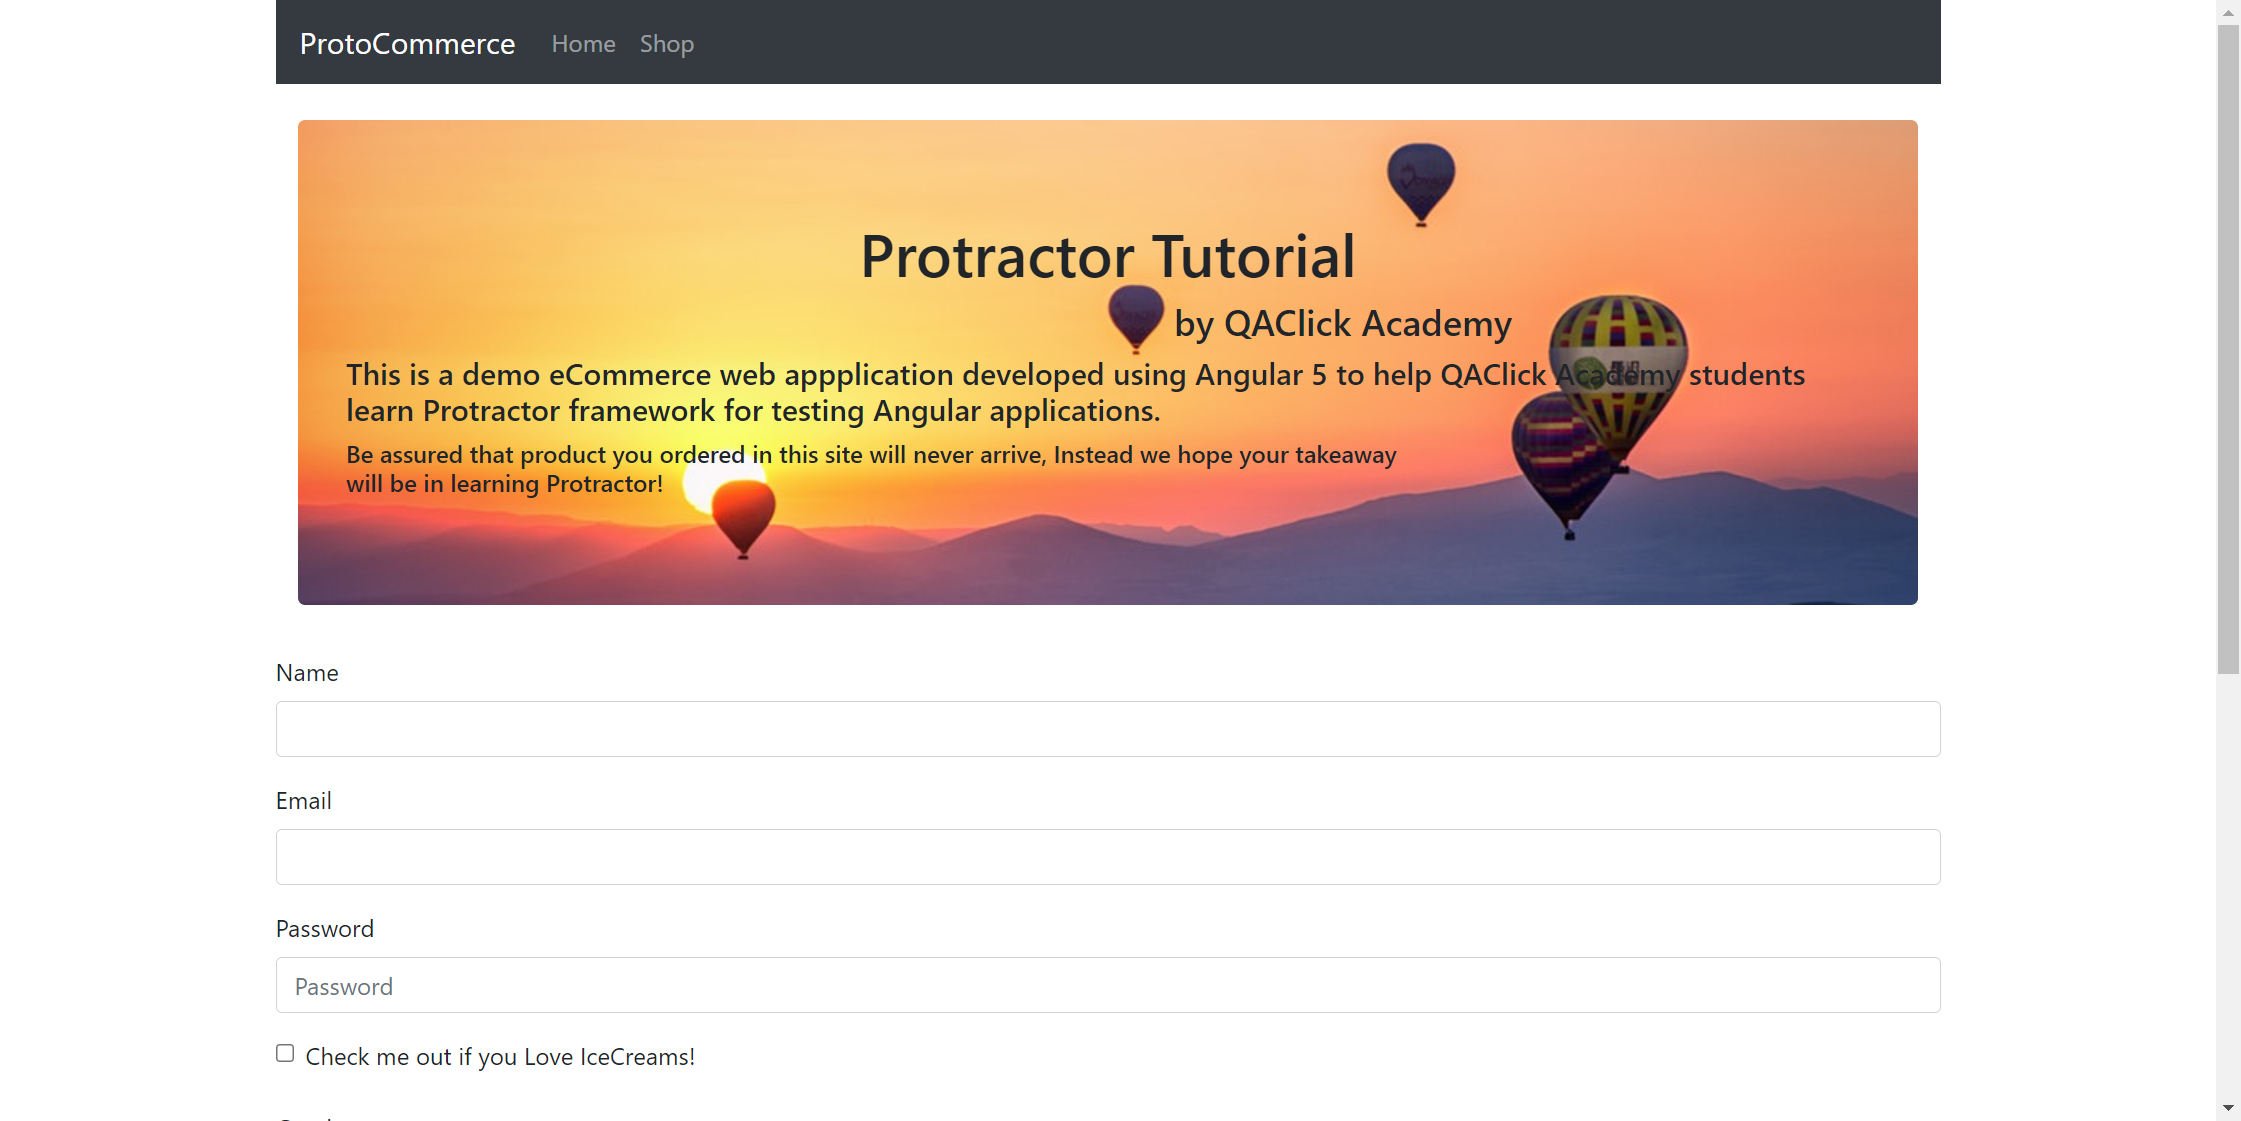 ProtoCommerce Home Shop
Protractor Tutorial
by QAClick Academy
This is a demo eCommerce web appplication developed using Angular 5 to help QAClick Academy students
learn Protractor framework for testing Angular applications.
Be assured that product you ordered in this site will never arrive, Instead we hope your takeaway
will be in learning Protractor!
Name
Email
Password
Password
Check me out if you Love IceCreams!